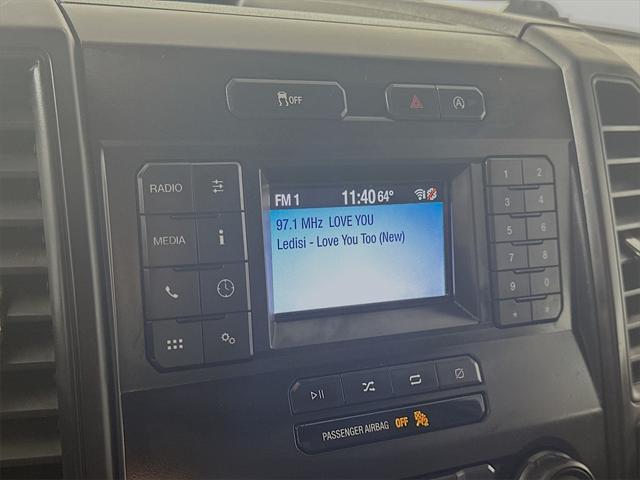 OFF
RADIO
MEDIA
i
FM 1 11:40 64°
97.1 MHz LOVE YOU
Ledisi - Love You Too (New)
1 2
3 4
5 6
7 8
9 0
* #
PASSENGER AIRBAG OFF 2